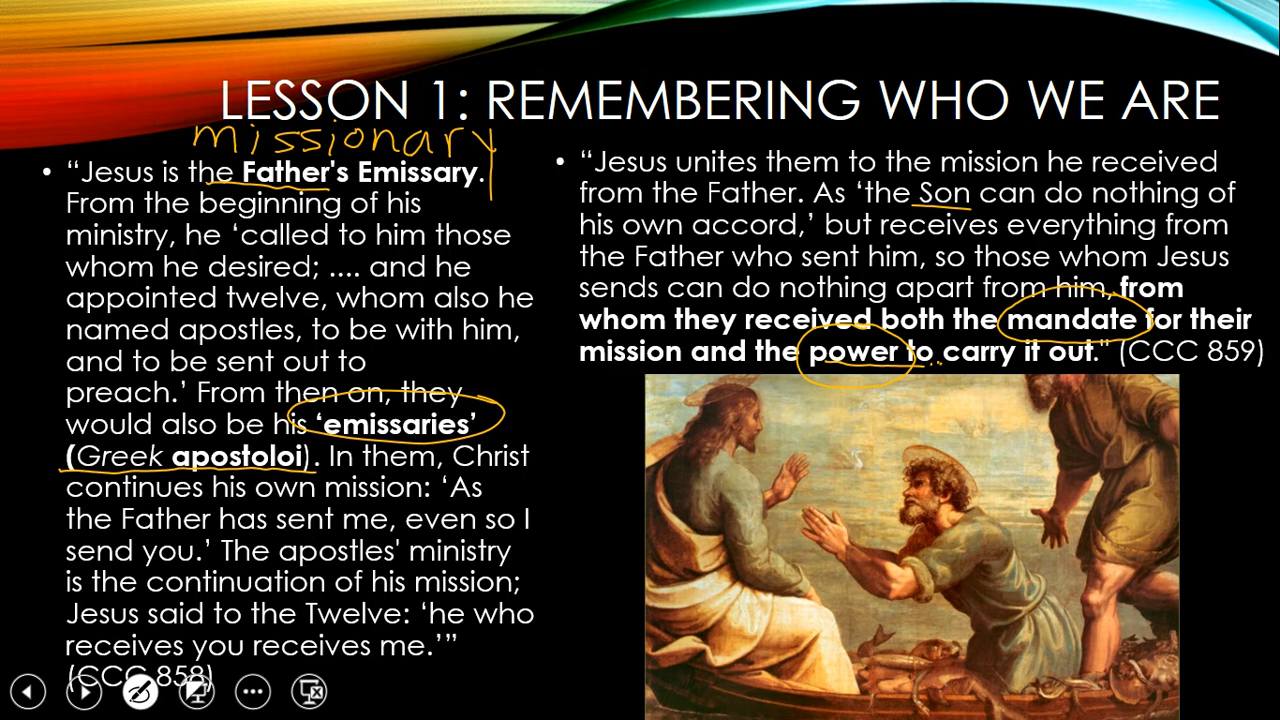 LESSON 1: REMEMBERING WHO WE ARE
missionary
• “Jesus is the Father's Emissary.
From the beginning of his
ministry, he ‘called to him those
whom he desired; .... and he
appointed twelve, whom also he
named apostles, to be with him,
and to be sent out to
preach.’ From then on, they
would also be his ‘emissaries’
(Greek apostoloi). In them, Christ
continues his own mission: ‘As
the Father has sent me, even so I
send you.’ The apostles' ministry
is the continuation of his mission;
Jesus said to the Twelve: ‘he who
receives you receives me.’”
(CCC 858)
• “Jesus unites them to the mission he received
from the Father. As ‘the Son can do nothing of
his own accord,’ but receives everything from
the Father who sent him, so those whom Jesus
sends can do nothing apart from him, from
whom they received both the mandate for their
mission and the power to carry it out." (CCC 859)